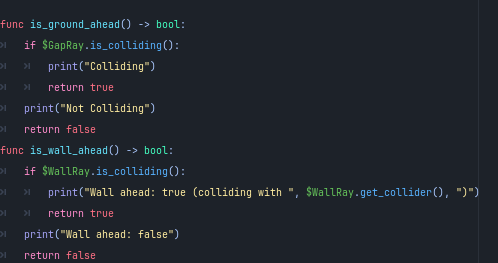 func is_ground_ahead() -> bool:
if $GapRay.is_colliding():
print("Colliding")
return true
print("Not Colliding")
return false
func is_wall_ahead() -> bool:
if $WallRay.is_colliding():
print("Wall ahead: true (colliding with ", $WallRay.get_collider(), ")")
return true
print("Wall ahead: false")
return false